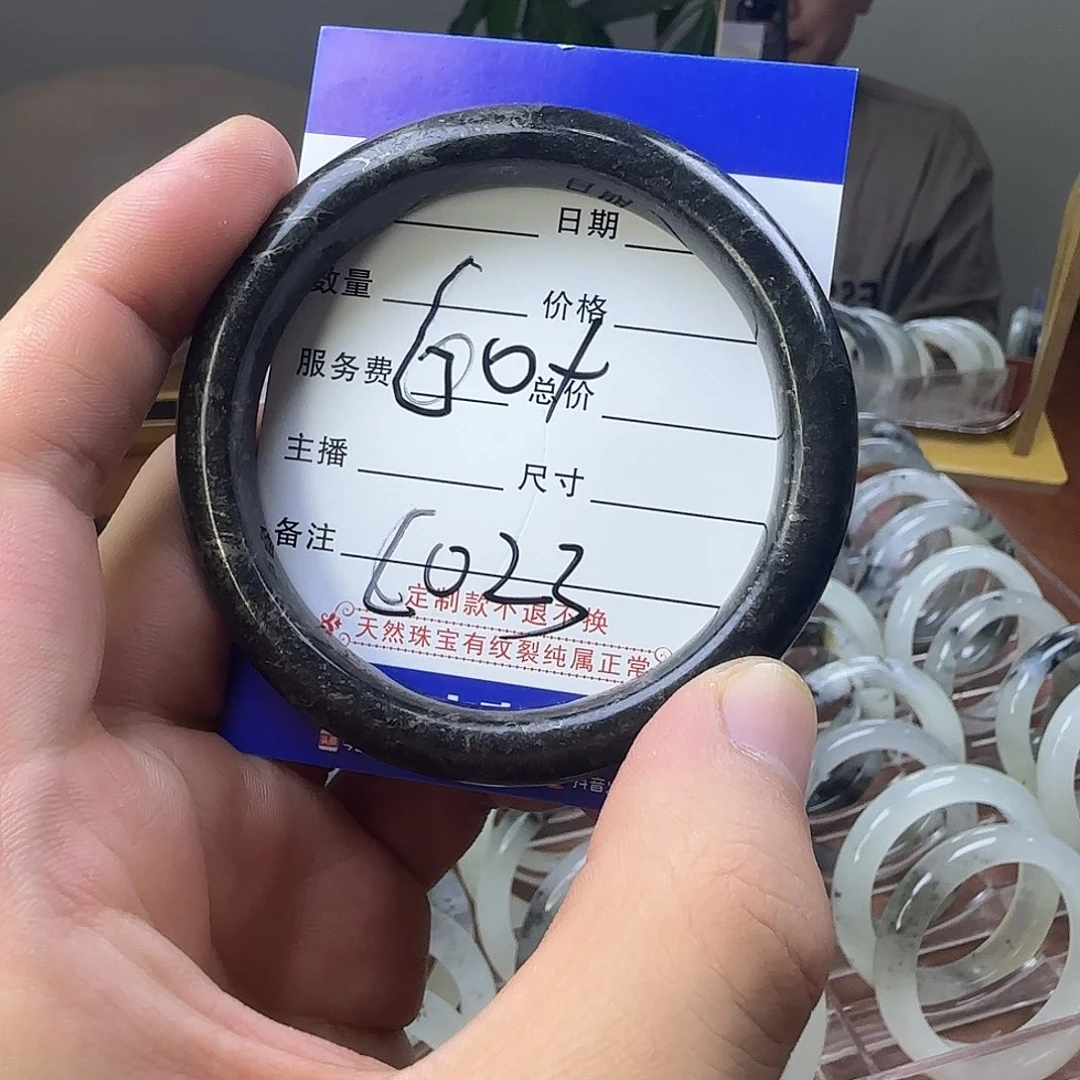 日期
数量 价格
607
服务费 总价
主播 尺寸
备注
6023
定制款不退不换
天然珠宝有纹裂纯属正常